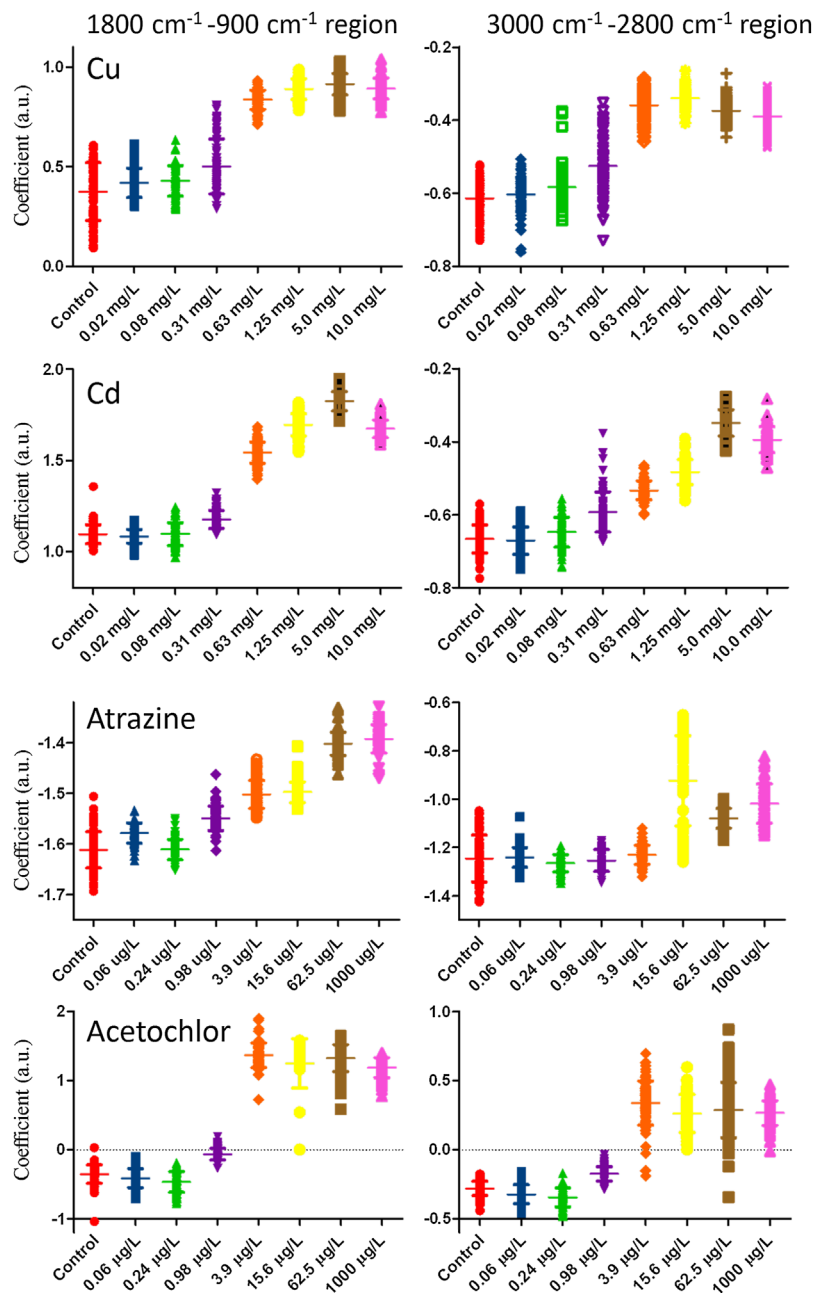 1800 cm⁻¹ -900 cm⁻¹ region
3000 cm⁻¹ -2800 cm⁻¹ region
Cu
Coefficient (a.u.)
1.0
0.5
0.0
Control
0.02 mg/L
0.08 mg/L
0.31 mg/L
0.63 mg/L
1.25 mg/L
5.0 mg/L
10.0 mg/L
-0.2
-0.4
-0.6
-0.8
Control
0.02 mg/L
0.08 mg/L
0.31 mg/L
0.63 mg/L
1.25 mg/L
5.0 mg/L
10.0 mg/L
Cd
Coefficient (a.u.)
2.0
1.5
1.0
Control
0.02 mg/L
0.08 mg/L
0.31 mg/L
0.63 mg/L
1.25 mg/L
5.0 mg/L
10.0 mg/L
-0.2
-0.4
-0.6
-0.8
Control
0.02 mg/L
0.08 mg/L
0.31 mg/L
0.63 mg/L
1.25 mg/L
5.0 mg/L
10.0 mg/L
Atrazine
Coefficient (a.u.)
-1.4
-1.5
-1.6
-1.7
Control
0.06 ug/L
0.24 ug/L
0.98 ug/L
3.9 µg/L
15.6 µg/L
62.5 µg/L
1000 ug/L
-0.6
-0.8
-1.0
-1.2
-1.4
Control
0.06 ug/L
0.24 ug/L
0.98 ug/L
3.9 µg/L
15.6 µg/L
62.5 µg/L
1000 ug/L
Acetochlor
Coefficient (a.u.)
2
1
0
-1
Control
0.06 µg/L
0.24 µg/L
0.98 µg/L
3.9 µg/L
15.6 µg/L
62.5 µg/L
1000 µg/L
1.0
0.5
0.0
-0.5
Control
0.06 µg/L
0.24 µg/L
0.98 µg/L
3.9 µg/L
15.6 µg/L
62.5 µg/L
1000 µg/L